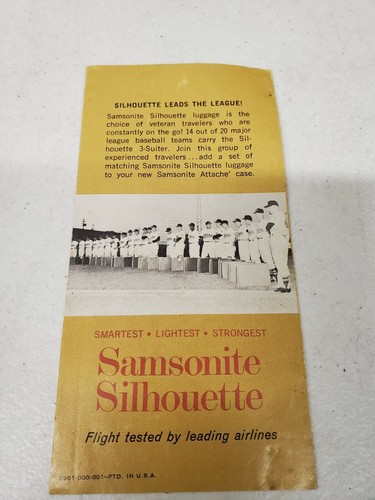 SILHOUETTE LEADS THE LEAGUE!
Samsonite Silhouette luggage is the
choice of veteran travelers who are
constantly on the go! 14 out of 20 major
league baseball teams carry the Sil-
houette 3-Suiter. Join this group of
experienced travelers...add a set of
matching Samsonite Silhouette luggage
to your new Samsonite Attache' case.
SMARTEST • LIGHTEST • STRONGEST
Samsonite
Silhouette
Flight tested by leading airlines
2961-000-001-PTD. IN U.S.A.